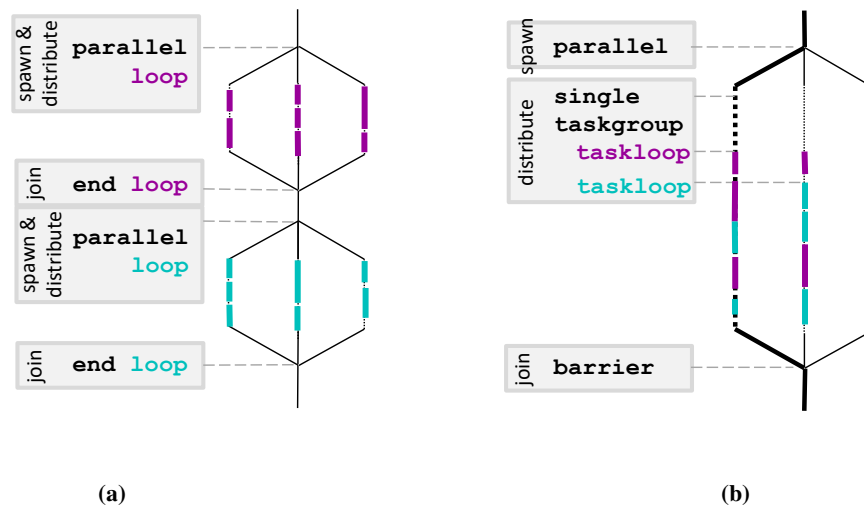 spawn &
distribute
parallel
loop
join
end loop
spawn &
distribute
parallel
loop
join
end loop
(a)
spawn
parallel
distribute
single
taskgroup
taskloop
taskloop
join
barrier
(b)